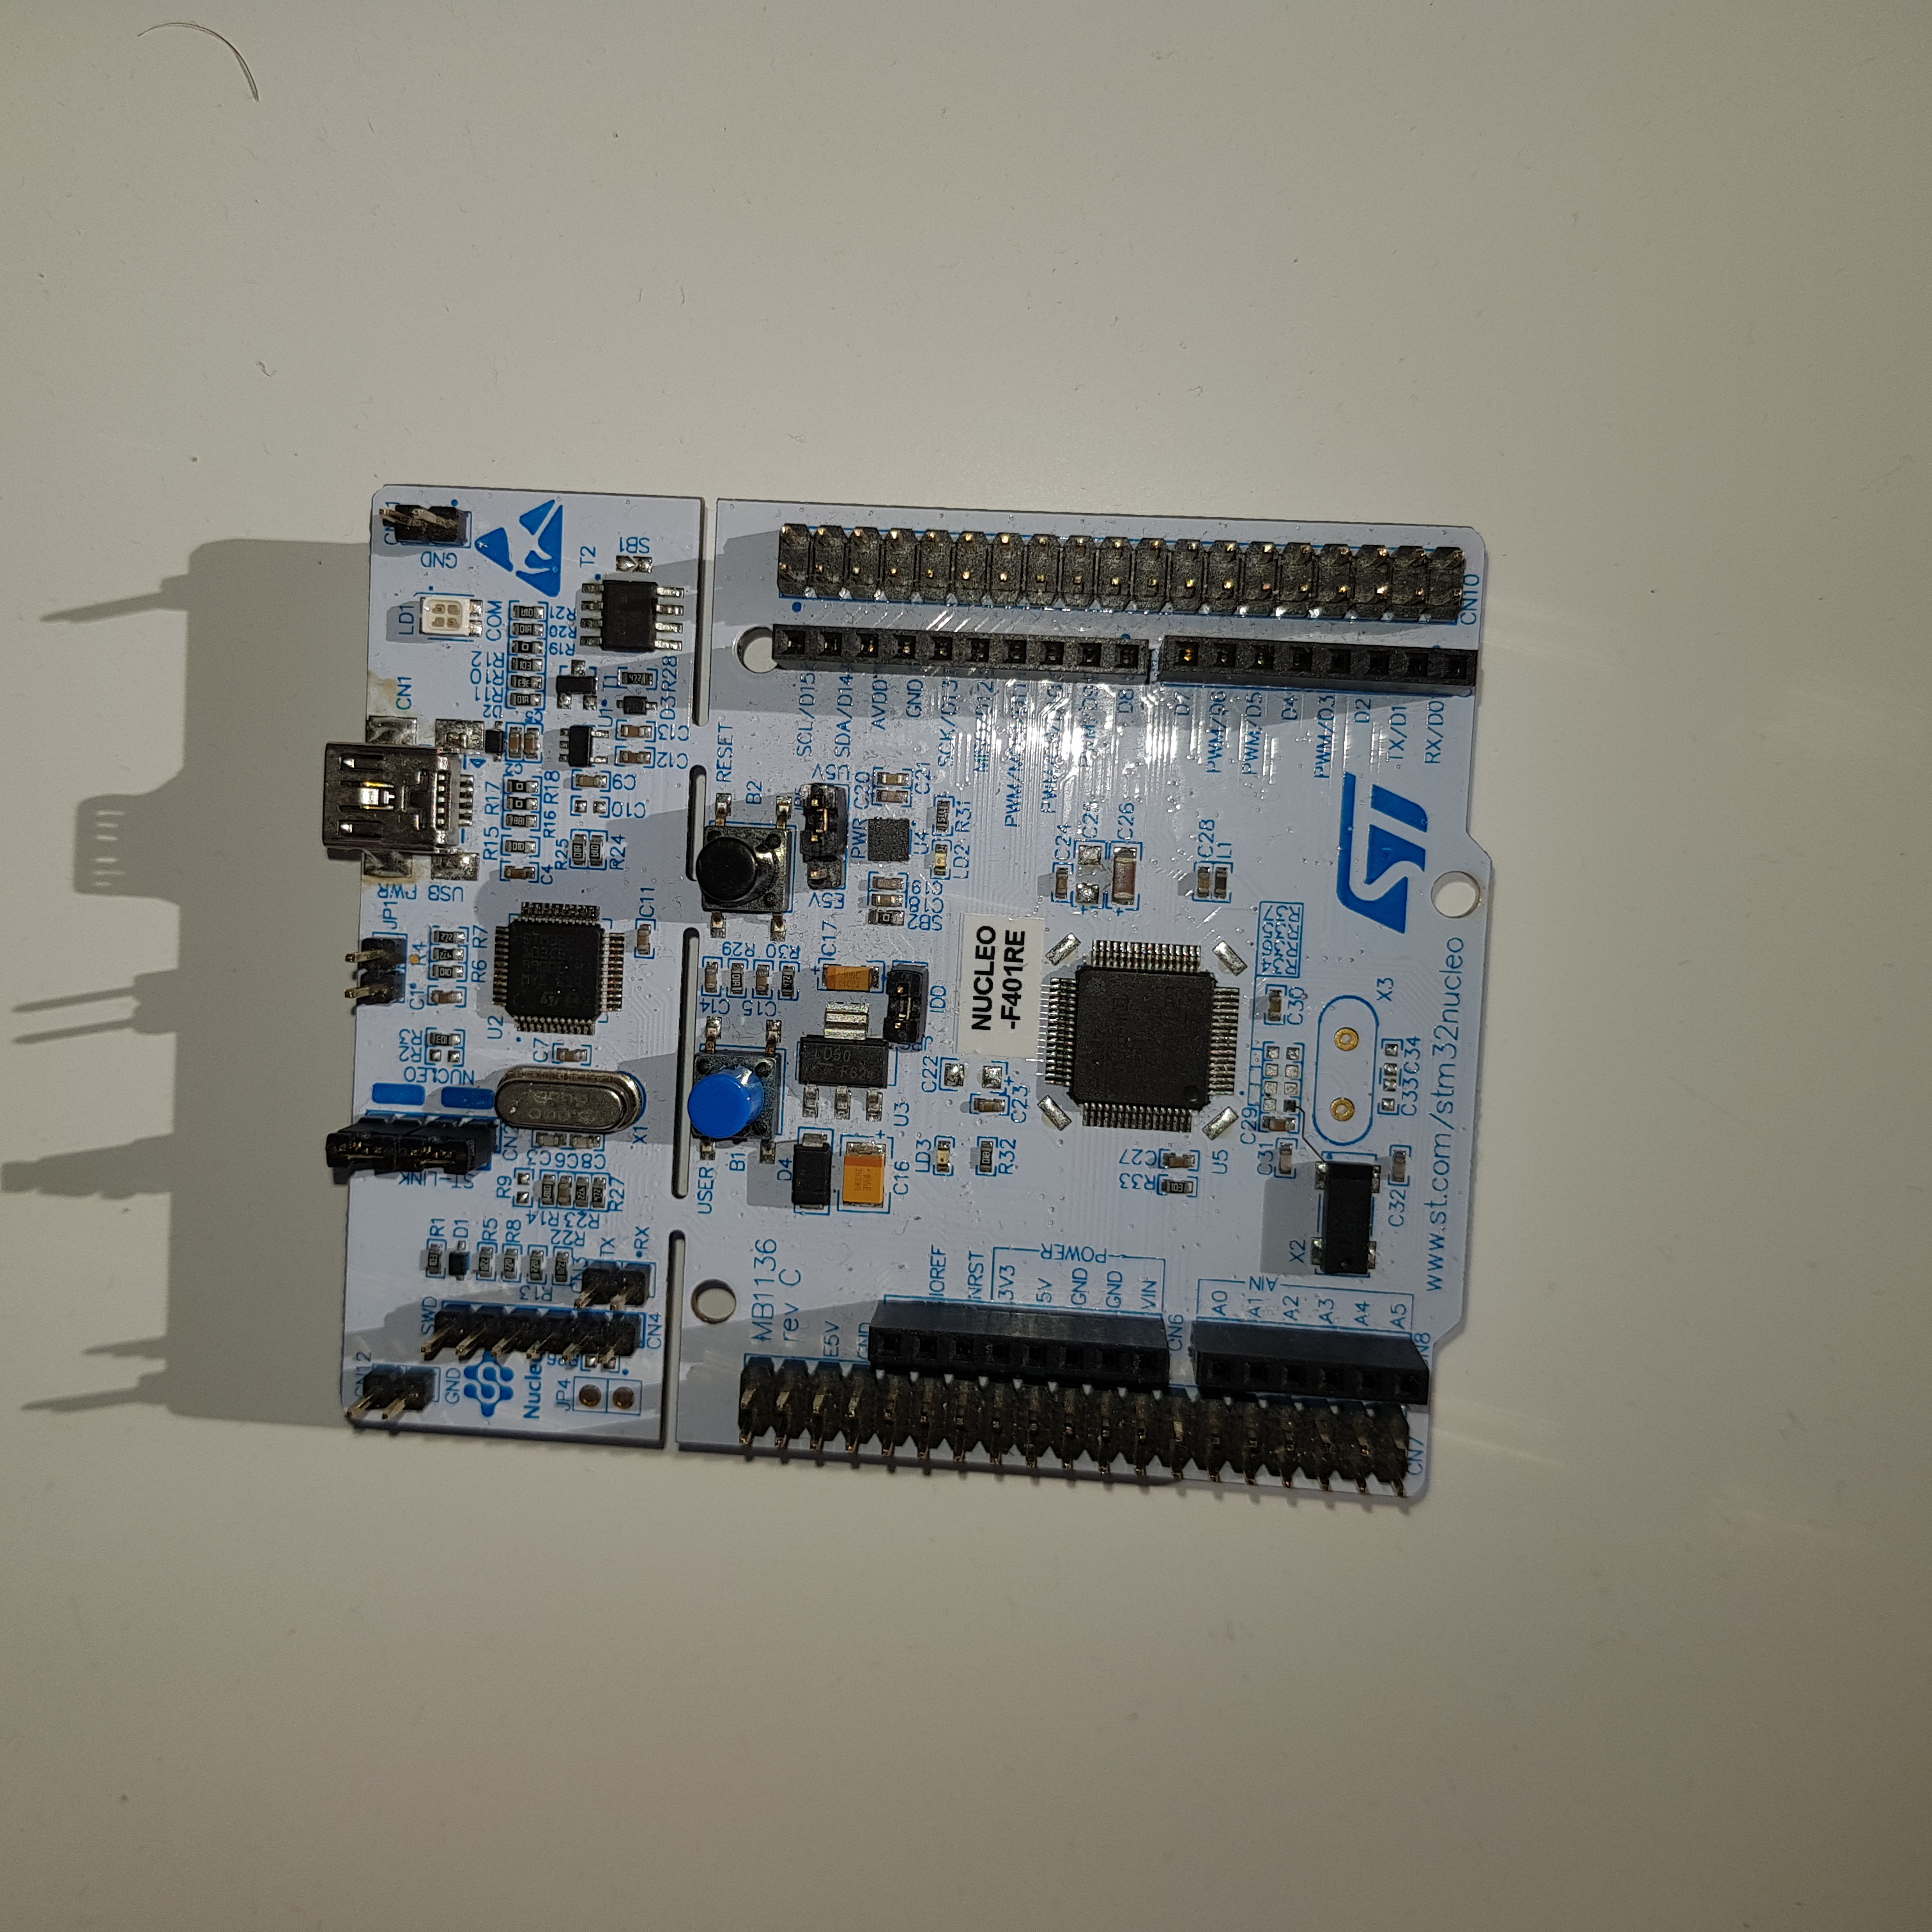 CN12
GND
SWD
Nucleo
JP4
CN4
TX
RX
R1
D1
R5
R8
R13
R22
R14
R23
R9
R27
C3
C6
C8
ST-LINK
NUCLEO
CN2
X1
R2
R3
C1
R4
R6 R7
JP1
USB PWR
CN1
U2
C7
C11
R15 R17
C4
R16 R18
R25
R24
C10
C9
D2
R11
R10
R12
R19
R20
R21
LD1
COM
GND
U1
T1
T2
SB1
C12
C13
D3 R28
USER
B1
C14
C15
R29
R30
RESET
B2
MB1136
rev C
E5V
GND
IOREF
NRST
3V3
5V
GND
GND
VIN
POWER
CN6
A0
A1
A2
A3
A4
A5
AIN
CN7
D4
C16
U3
C17
E5V
U5V
PWR
C20
SB2
C18
C19
U4
C21
LD3
C22
IDD
LD2 R31
R32
C23
NUCLEO
-F401RE
C24
C25
C26
R33
C27
U5
C28
L1
C29
C31
C30
R34
R36
R35
R37
X2
X3
C32
C33 C34
SCL/D15
SDA/D14
AVDD
GND
SCK/D13
PWM/D9
D8
D7
PWM/D6
PWM/D5
D4
PWM/D3
D2
TX/D1
RX/D0
CN10
ST
www.st.com/stm32nucleo